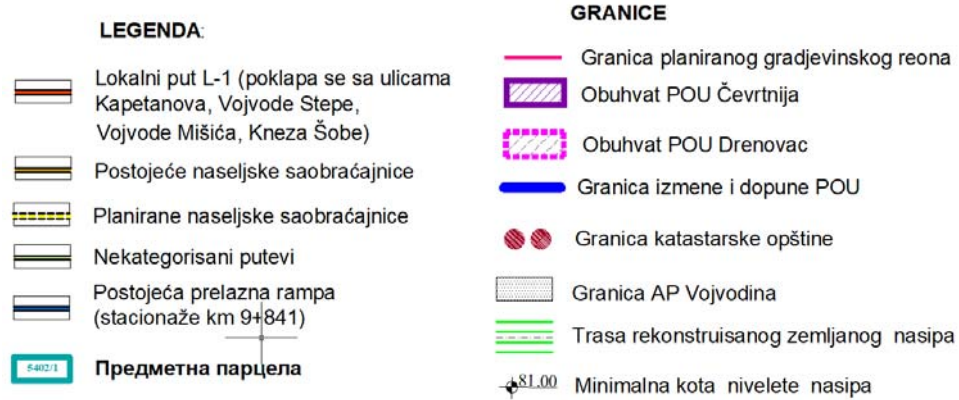 LEGENDA:
Lokalni put L-1 (poklapa se sa ulicama
Kapetanova, Vojvode Stepe,
Vojvode Mišića, Kneza Šobe)
Postojeće naseljske saobraćajnice
Planirane naseljske saobraćajnice
Nekategorisani putevi
Postojeća prelazna rampa
(stacionaže km 9+841)
5402/1
Предметна парцела
GRANICE
Granica planiranog gradjevinskog reona
Obuhvat POU Čevrtnija
Obuhvat POU Drenovac
Granica izmene i dopune POU
Granica katastarske opštine
Granica AP Vojvodina
Trasa rekonstruisanog zemljanog nasipa
81.00
Minimalna kota nivelete nasipa